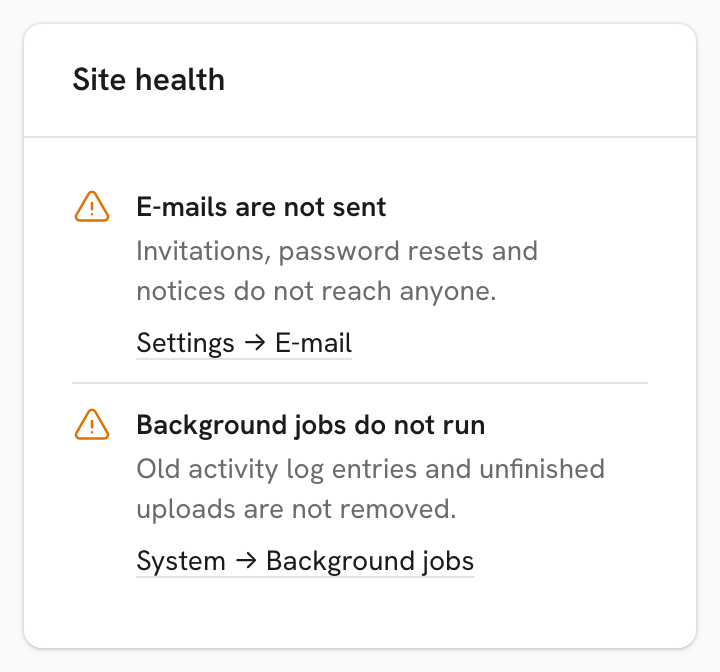 Site health
E-mails are not sent
Invitations, password resets and
notices do not reach anyone.
Settings → E-mail
Background jobs do not run
Old activity log entries and unfinished
uploads are not removed.
System → Background jobs